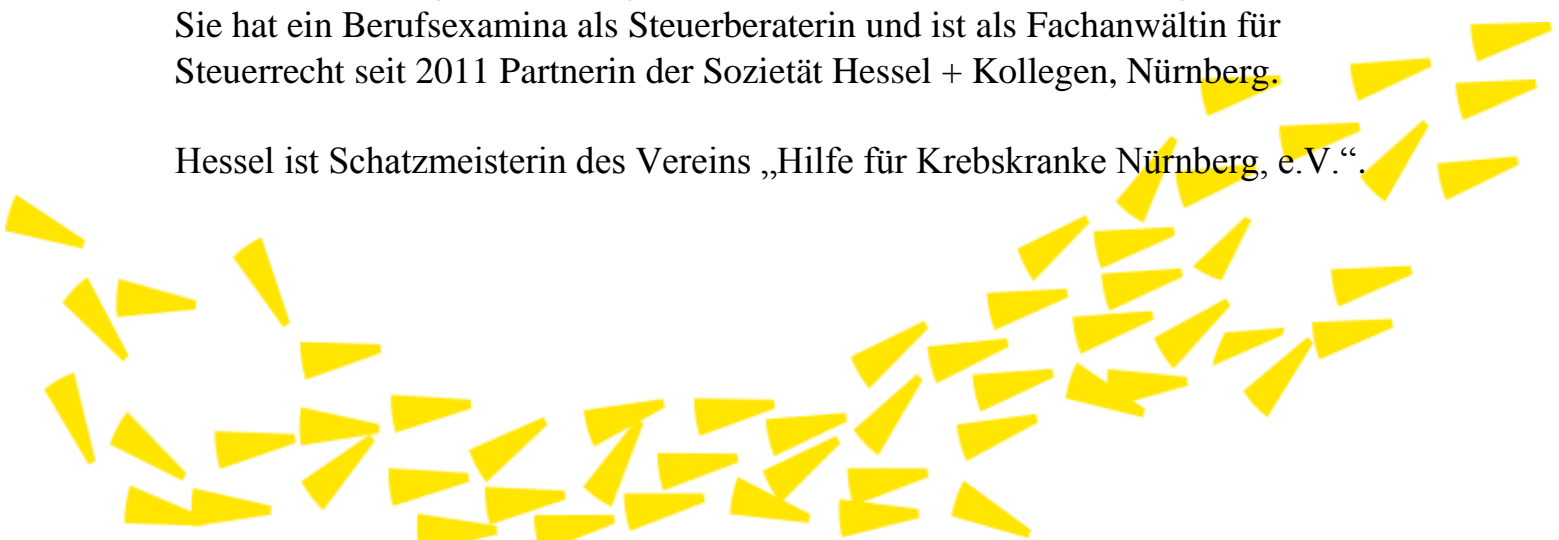 Sie hat ein Berufsexamina als Steuerberaterin und ist als Fachanwältin für
Steuerrecht seit 2011 Partnerin der Sozietät Hessel + Kollegen, Nürnberg.
Hessel ist Schatzmeisterin des Vereins „Hilfe für Krebskranke Nürnberg, e.V.“.